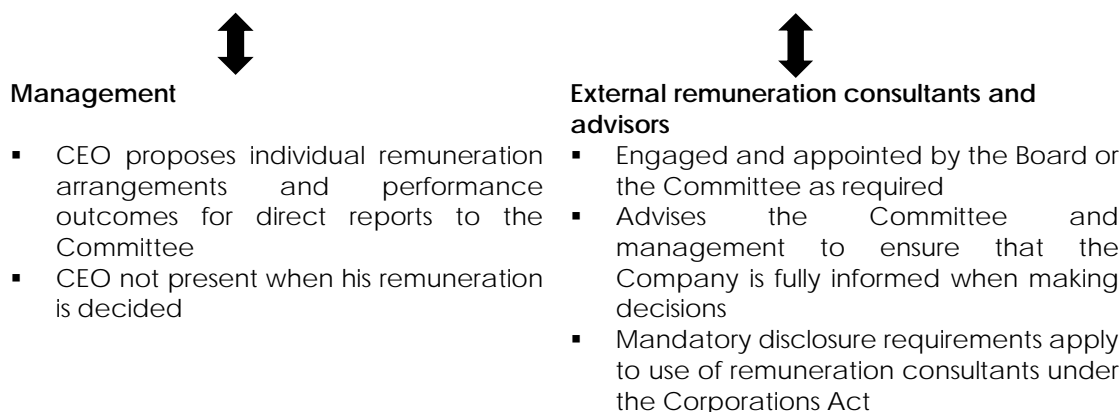 Management
▪ CEO proposes individual remuneration
arrangements and performance
outcomes for direct reports to the
Committee
▪ CEO not present when his remuneration
is decided
External remuneration consultants and
advisors
▪ Engaged and appointed by the Board or
the Committee as required
▪ Advises the Committee and
management to ensure that the
Company is fully informed when making
decisions
▪ Mandatory disclosure requirements apply
to use of remuneration consultants under
the Corporations Act